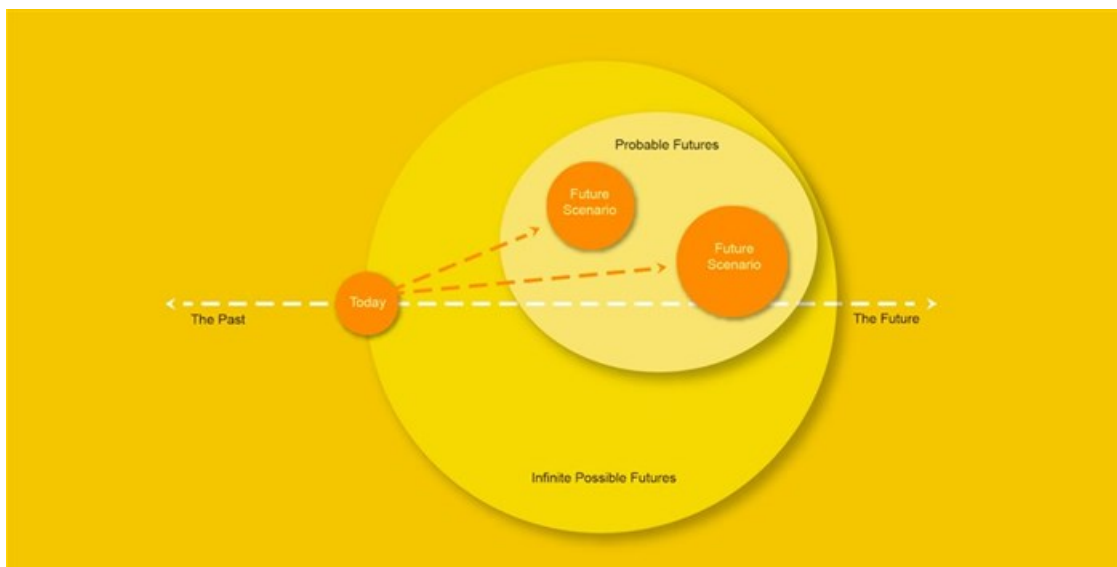 Probable Futures
Future
Scenario
Future
Scenario
Today
The Past
The Future
Infinite Possible Futures